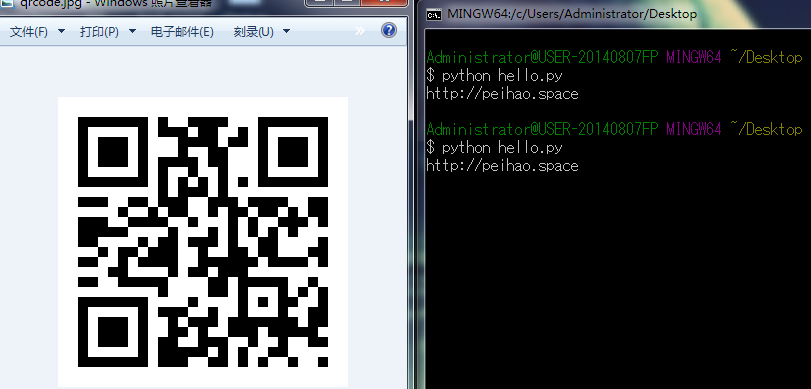 qrcode.jpg - Windows 照片查看器
文件(F) 打印(P) 电子邮件(E) 刻录(U) »
MINGW64:/c/Users/Administrator/Desktop
Administrator@USER-20140807FP MINGW64 ~/Desktop
$ python hello.py
http://peihao.space
Administrator@USER-20140807FP MINGW64 ~/Desktop
$ python hello.py
http://peihao.space